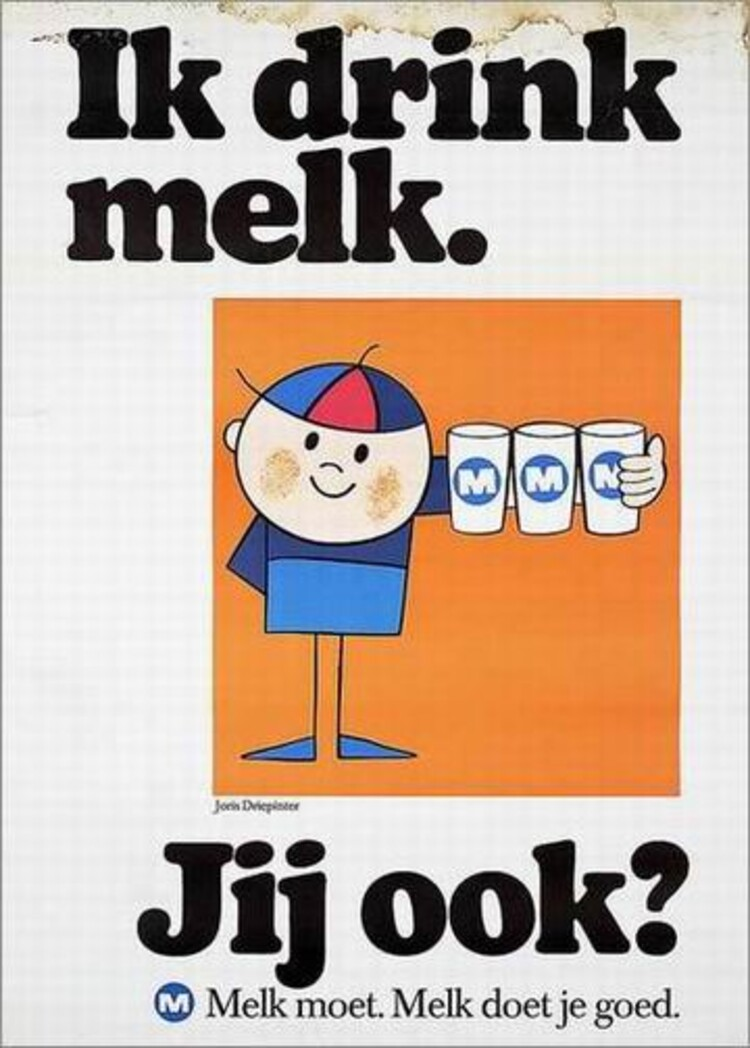 Ik drink
melk.
M M M
Joris Driepinter
Jij ook?
M Melk moet. Melk doet je goed.